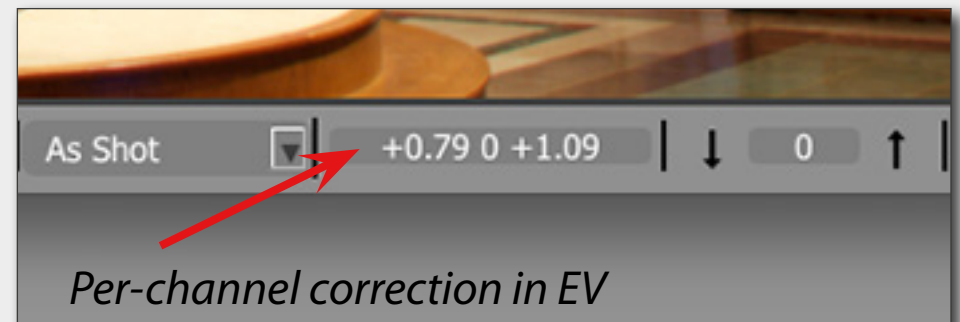 As Shot +0.79 0 +1.09 0
Per-channel correction in EV